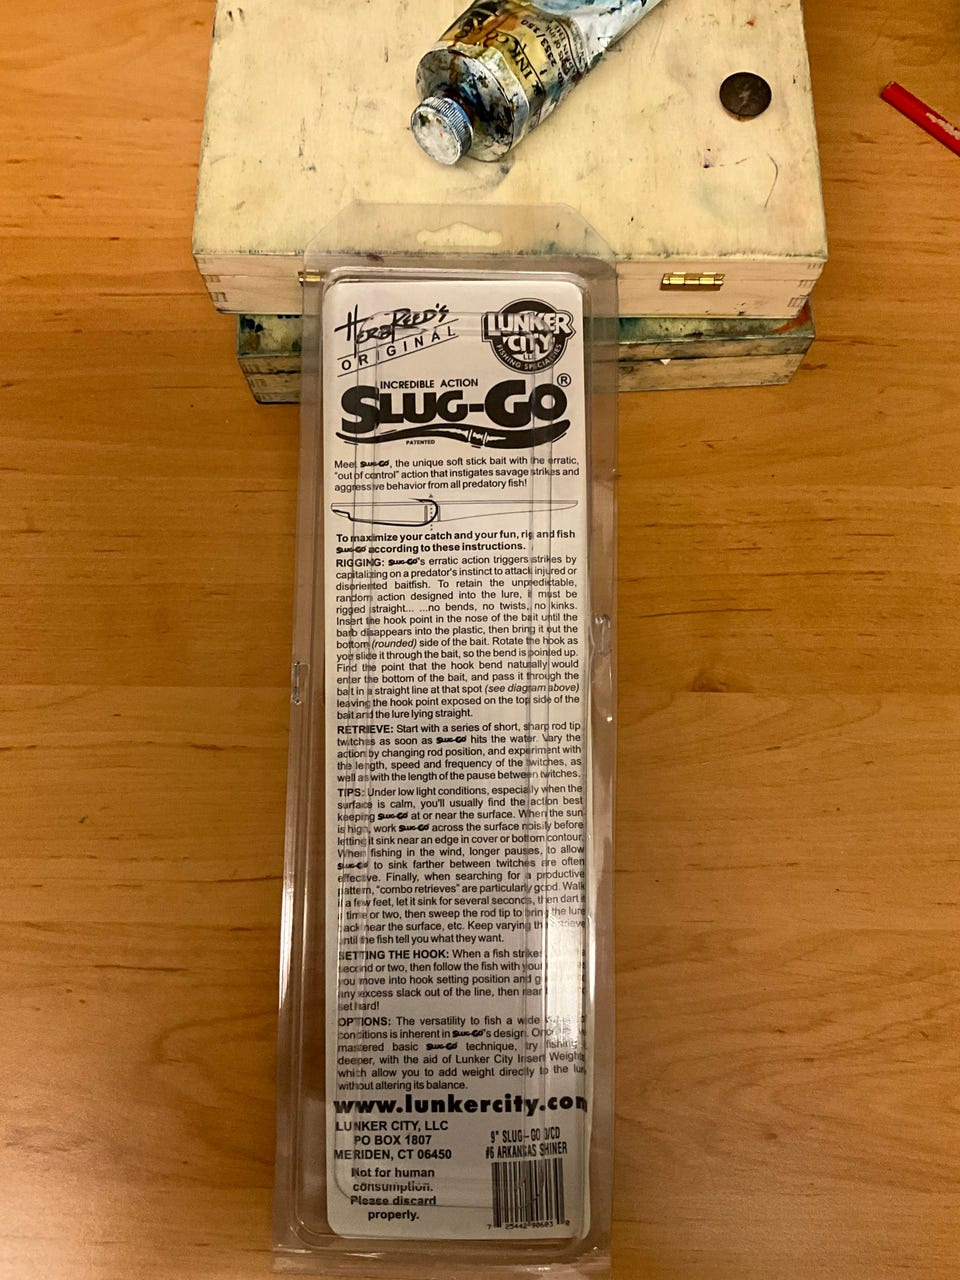 2353/350
HERB REED'S
ORIGINAL
LUNKER
CITY
FISHING SPECIALTIES
INCREDIBLE ACTION
SLUG-GO®
PATENTED
Meet SLUG-GO, the unique soft stick bait with the erratic,
"out of control" action that instigates savage strikes and
aggressive behavior from all predatory fish!
To maximize your catch and your fun, rig and fish
SLUG-GO according to these instructions.
RIGGING: SLUG-GO's erratic action triggers strikes by
capitalizing on a predator's instinct to attack injured or
disoriented baitfish. To retain the unpredictable,
random action designed into the lure, it must be
rigged straight... ...no bends, no twists, no kinks.
Insert the hook point in the nose of the bait until the
barb disappears into the plastic, then bring it out the
bottom (rounded) side of the bait. Rotate the hook as
you slide it through the bait, so the bend is pointed up.
Find the point that the hook bend naturally would
enter the bottom of the bait, and pass it through the
bait in a straight line at that spot (see diagram above)
leaving the hook point exposed on the top side of the
bait and the lure lying straight.
RETRIEVE: Start with a series of short, sharp rod tip
twitches as soon as SLUG-GO hits the water. Vary the
action by changing rod position, and experiment with
the length, speed and frequency of the twitches, as
well as with the length of the pause between twitches.
TIPS: Under low light conditions, especially when the
surface is calm, you'll usually find the action best
keeping SLUG-GO at or near the surface. When the sun
is high, work SLUG-GO across the surface noisily before
letting it sink near an edge in cover or bottom contour.
When fishing in the wind, longer pauses, to allow
SLUG-GO to sink farther between twitches are often
effective. Finally, when searching for a productive
pattern, "combo retrieves" are particularly good. Walk
it a few feet, let it sink for several seconds, then dart it
a time or two, then sweep the rod tip to bring the lure
back near the surface, etc. Keep varying the retrieve
until the fish tell you what they want.
SETTING THE HOOK: When a fish strikes
second or two, then follow the fish with your
you move into hook setting position and
any excess slack out of the line, then rear
set hard!
OPTIONS: The versatility to fish a wide
conditions is inherent in SLUG-GO's design. Once
mastered basic SLUG-GO technique, try fishing
deeper, with the aid of Lunker City Insert Weights
which allow you to add weight directly to the lure
without altering its balance.
www.lunkercity.com
LUNKER CITY, LLC
PO BOX 1807
MERIDEN, CT 06450
Not for human
consumption.
Please discard
properly.
9" SLUG-GO 3/CD
#6 ARKANSAS SHINER
7 25442 90603 0